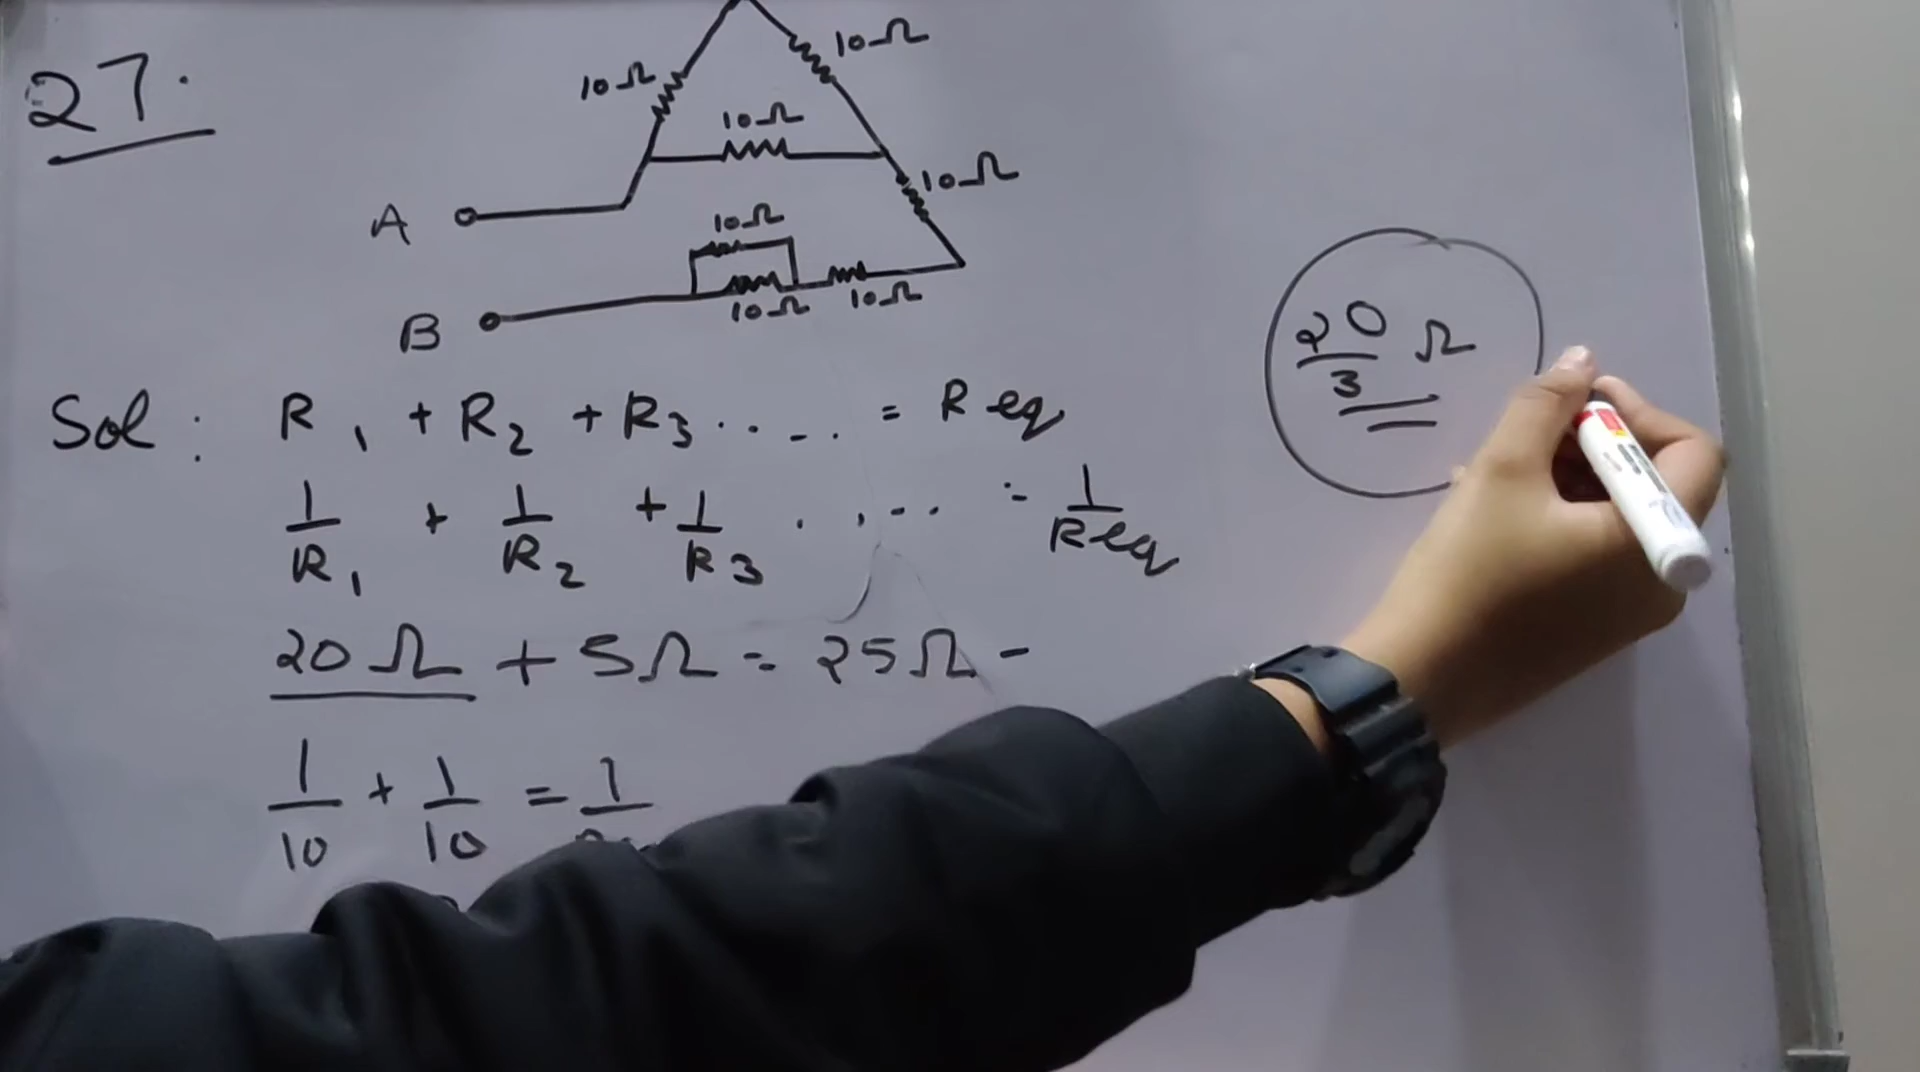 27.
10Ω
10Ω
10Ω
10Ω
A
10Ω
10Ω
10Ω
B
20/3 Ω
Sol : R1 + R2 + R3 ..... = Req
1/R1 + 1/R2 + 1/R3 ..... = 1/Req
20Ω + 5Ω = 25Ω -
1/10 + 1/10 = 1/